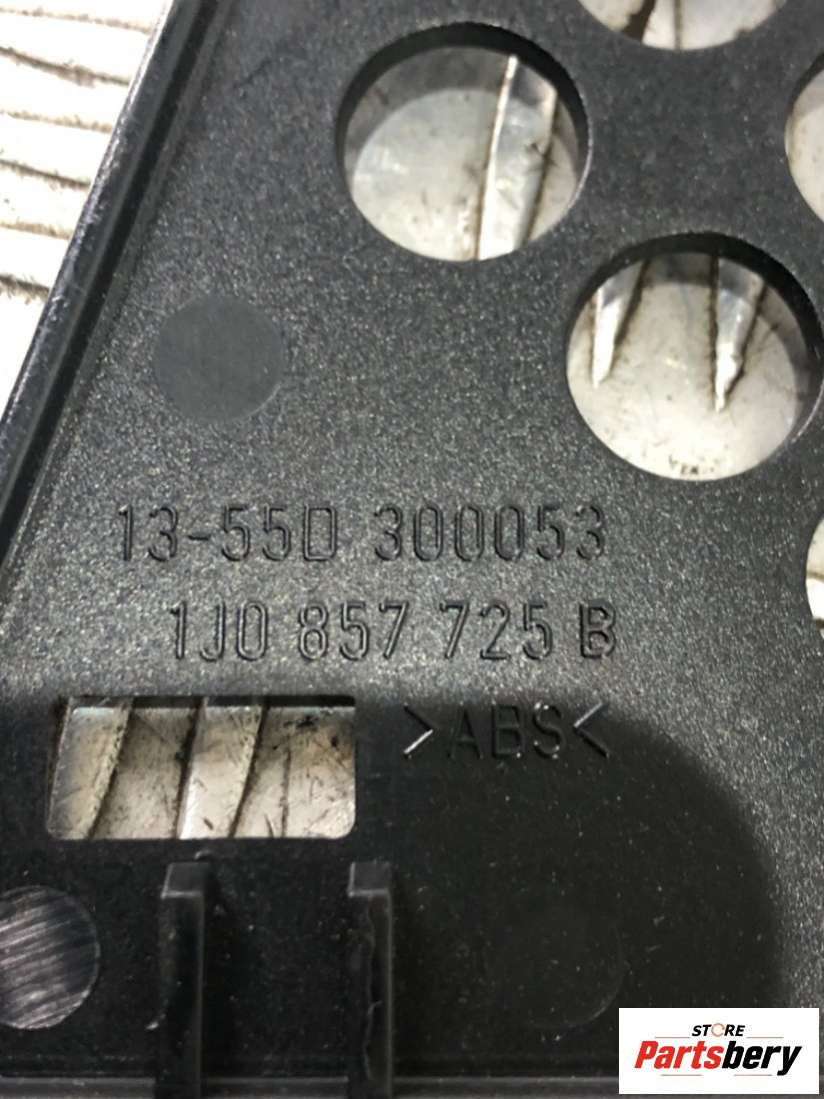 13-55D 300053
1J0 857 725 B
>ABS<
STORE
Partsbery